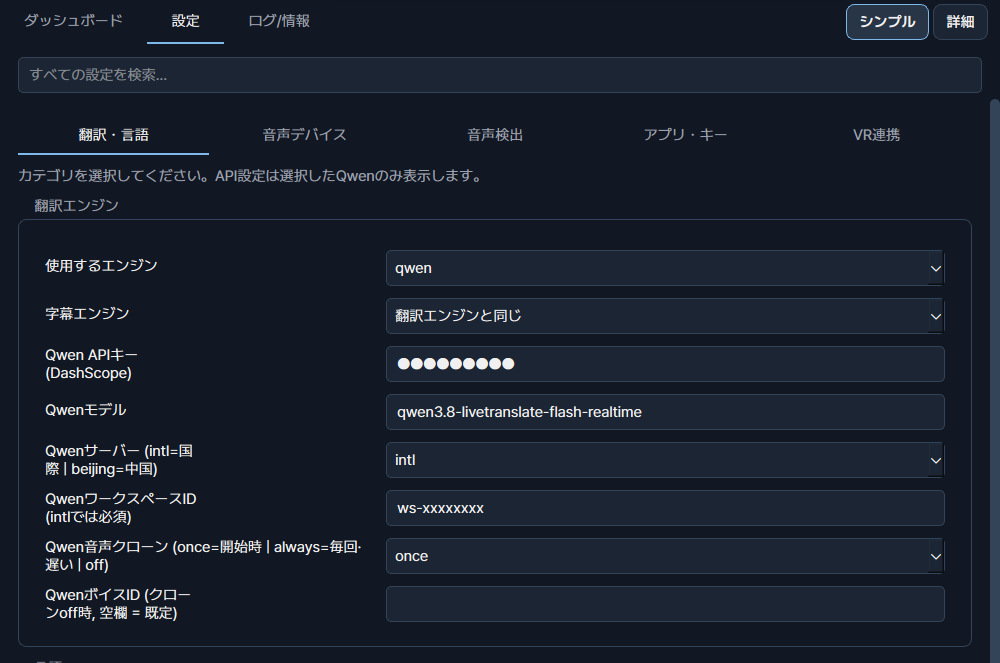 ダッシュボード 設定 ログ/情報 シンプル 詳細
すべての設定を検索...
翻訳・言語 音声デバイス 音声検出 アプリ・キー VR連携
カテゴリを選択してください。API設定は選択したQwenのみ表示します。
翻訳エンジン
使用するエンジン qwen
字幕エンジン 翻訳エンジンと同じ
Qwen APIキー
(DashScope) ●●●●●●●●●
Qwenモデル qwen3.8-livetranslate-flash-realtime
Qwenサーバー (intl=国
際 | beijing=中国) intl
QwenワークスペースID
(intlでは必須) ws-xxxxxxxx
Qwen音声クローン (once=開始時 | always=毎回·
遅い | off) once
QwenボイスID (クロー
ンoff時, 空欄 = 既定)